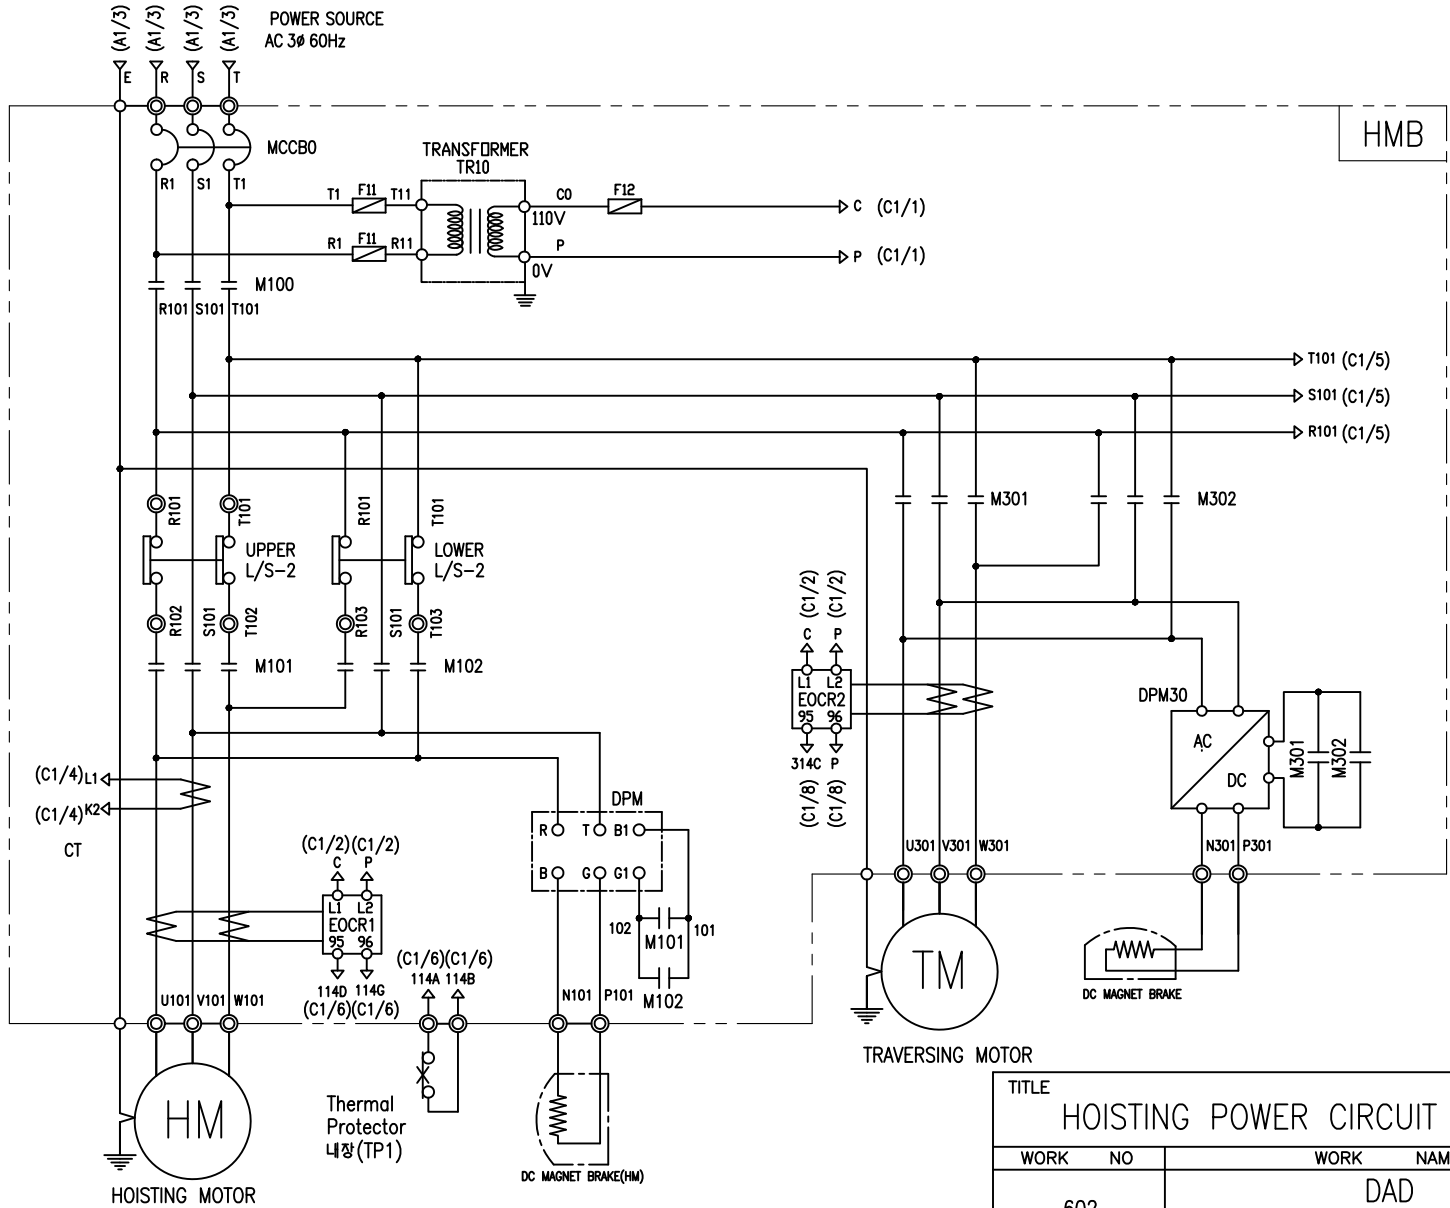 (A1/3) (A1/3) (A1/3) (A1/3)
POWER SOURCE
AC 3ø 60Hz
E R S T
HMB
MCCB0
R1 S1 T1
TRANSFORMER
TR10
T1 F11 T11
C0 F12
C (C1/1)
110V
R1 F11 R11
P
P (C1/1)
0V
M100
R101 S101 T101
T101 (C1/5)
S101 (C1/5)
R101 (C1/5)
R101 T101 R101 T101
M301 M302
UPPER
L/S-2
LOWER
L/S-2
R102 S101 T102 R103 S101 T103
M101 M102
(C1/2) (C1/2)
C P
L1 L2
EOCR2
95 96
314C P
(C1/8) (C1/8)
DPM30
AC
DC
M301 M302
(C1/4) L1
(C1/4) K2
CT
DPM
R T B1
B G G1
102 101
M101
M102
U301 V301 W301
N301 P301
(C1/2) (C1/2)
C P
L1 L2
EOCR1
95 96
114D 114G
(C1/6) (C1/6)
(C1/6) (C1/6)
114A 114B
U101 V101 W101
N101 P101
TM
TRAVERSING MOTOR
DC MAGNET BRAKE
HM
HOISTING MOTOR
Thermal
Protector
내장(TP1)
DC MAGNET BRAKE(HM)
TITLE
HOISTING POWER CIRCUIT
WORK NO
WORK NAM
DAD
602